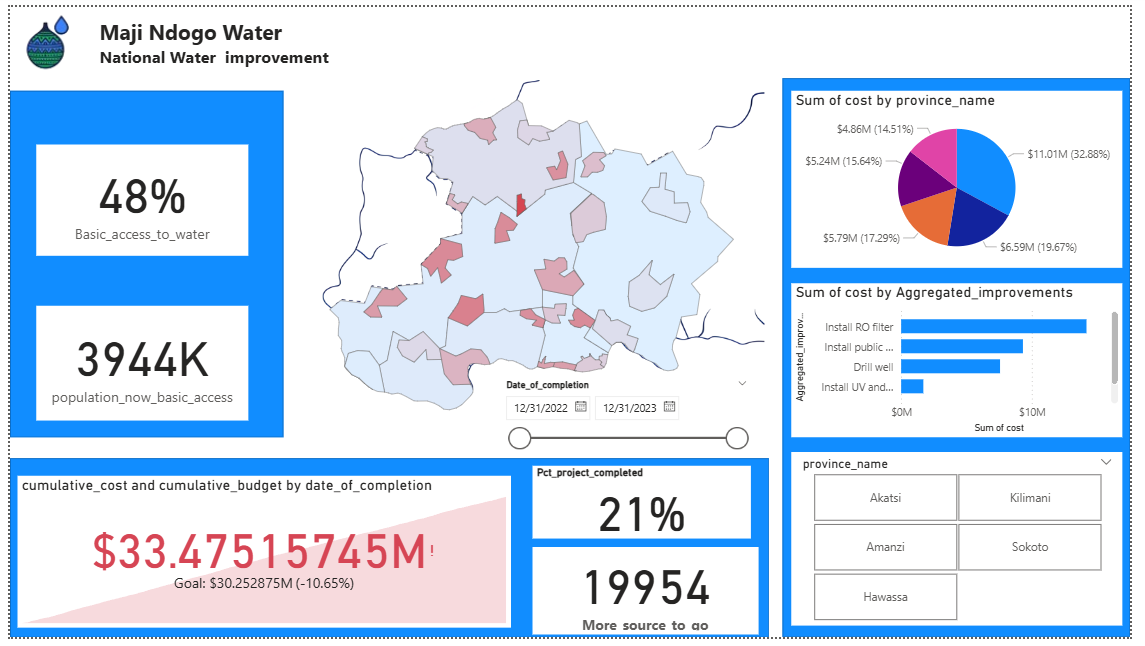 Maji Ndogo Water
National Water improvement
48%
Basic_access_to_water
3944K
population_now_basic_access
Date_of_completion
12/31/2022
12/31/2023
cumulative_cost and cumulative_budget by date_of_completion
$33.47515745M!
Goal: $30.252875M (-10.65%)
Pct_project_completed
21%
19954
More source to go
Sum of cost by province_name
$4.86M (14.51%)
$11.01M (32.88%)
$5.24M (15.64%)
$5.79M (17.29%)
$6.59M (19.67%)
Sum of cost by Aggregated_improvements
Aggregated_improv...
Install RO filter
Install public ...
Drill well
Install UV and...
$0M
$10M
Sum of cost
province_name
Akatsi
Kilimani
Amanzi
Sokoto
Hawassa